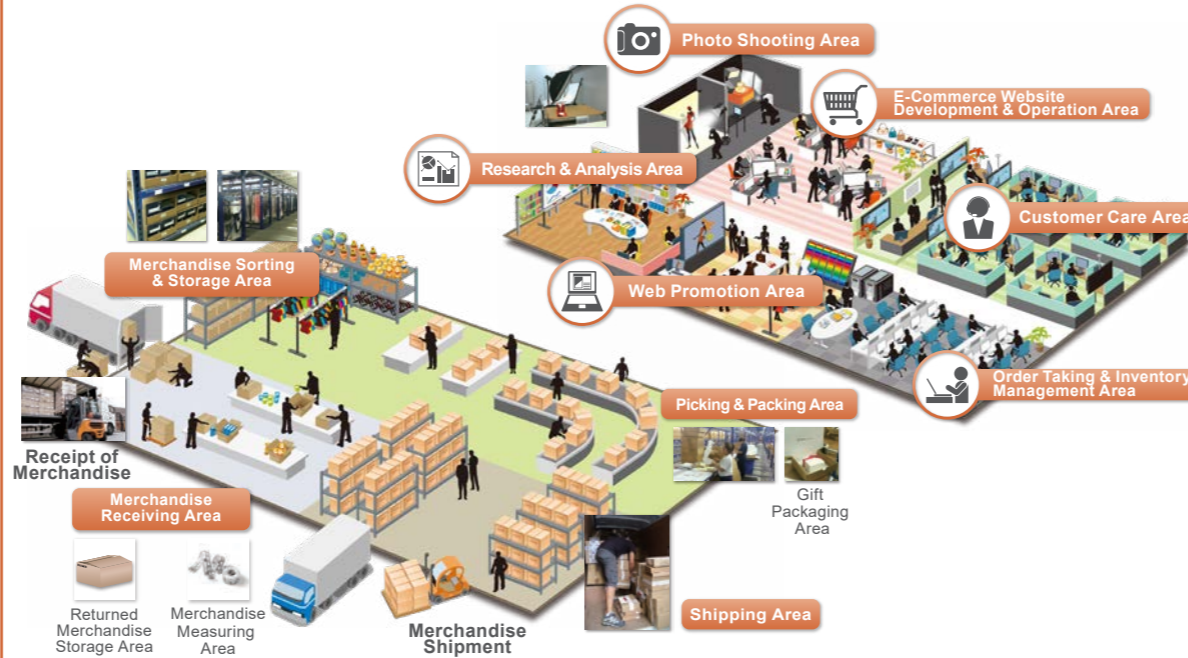 Photo Shooting Area
E-Commerce Website
Development & Operation Area
Research & Analysis Area
Customer Care Area
Merchandise Sorting
& Storage Area
Web Promotion Area
Order Taking & Inventory
Management Area
Picking & Packing Area
Receipt of
Merchandise
Merchandise
Receiving Area
Gift
Packaging
Area
Returned
Merchandise
Storage Area
Merchandise
Measuring
Area
Merchandise
Shipment
Shipping Area